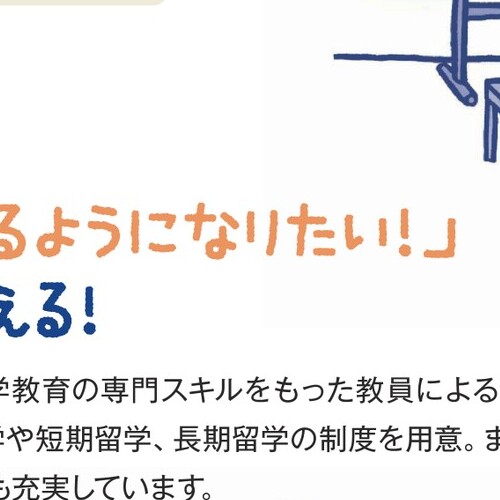 るようになりたい!」
える!
学教育の専門スキルをもった教員による
学や短期留学、長期留学の制度を用意。ま
も充実しています。